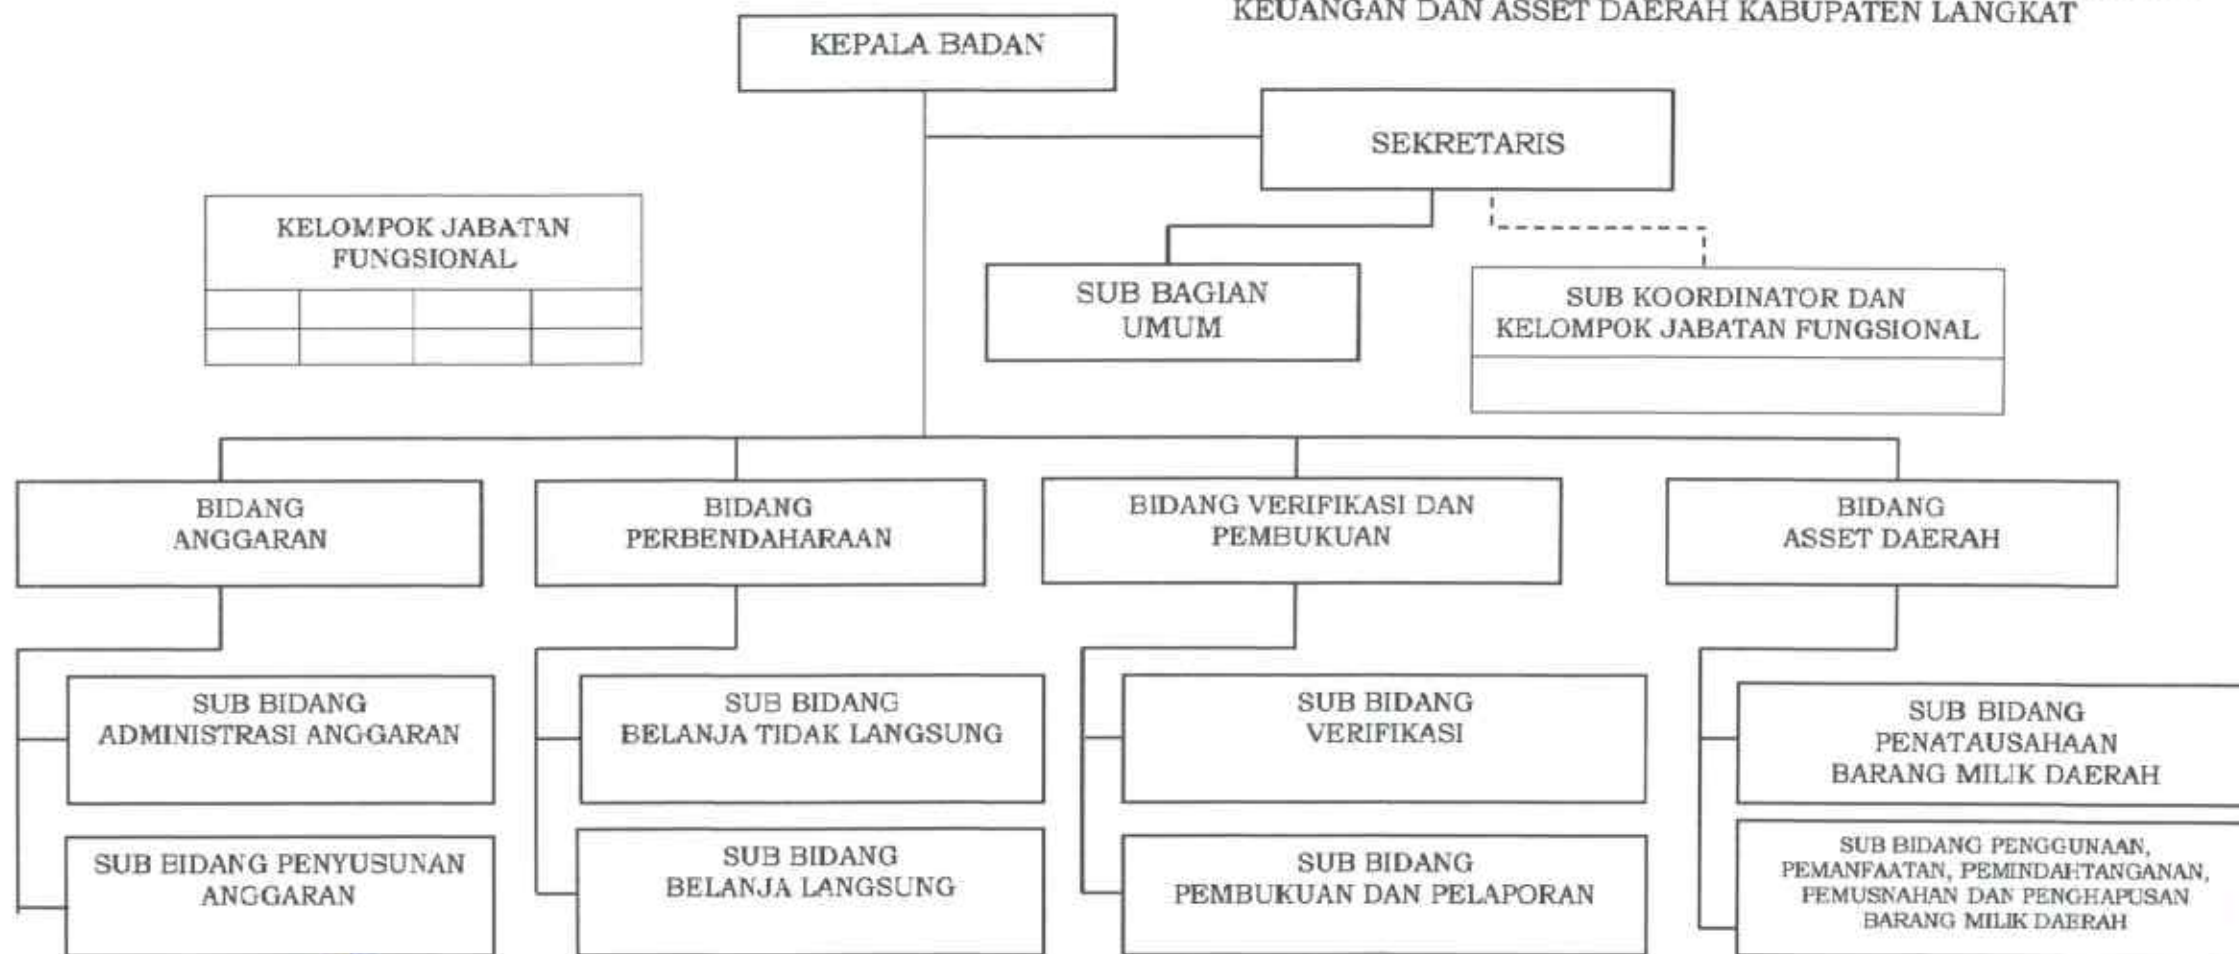 KEUANGAN DAN ASSET DAERAH KABUPATEN LANGKAT
KEPALA BADAN
SEKRETARIS
KELOMPOK JABATAN
FUNGSIONAL
SUB BAGIAN
UMUM
SUB KOORDINATOR DAN
KELOMPOK JABATAN FUNGSIONAL
BIDANG
ANGGARAN
BIDANG
PERBENDAHARAAN
BIDANG VERIFIKASI DAN
PEMBUKUAN
BIDANG
ASSET DAERAH
SUB BIDANG
ADMINISTRASI ANGGARAN
SUB BIDANG
BELANJA TIDAK LANGSUNG
SUB BIDANG
VERIFIKASI
SUB BIDANG
PENATAUSAHAAN
BARANG MILIK DAERAH
SUB BIDANG PENYUSUNAN
ANGGARAN
SUB BIDANG
BELANJA LANGSUNG
SUB BIDANG
PEMBUKUAN DAN PELAPORAN
SUB BIDANG PENGGUNAAN,
PEMANFAATAN, PEMINDAHTANGANAN,
PEMUSNAHAN DAN PENGHAPUSAN
BARANG MILIK DAERAH